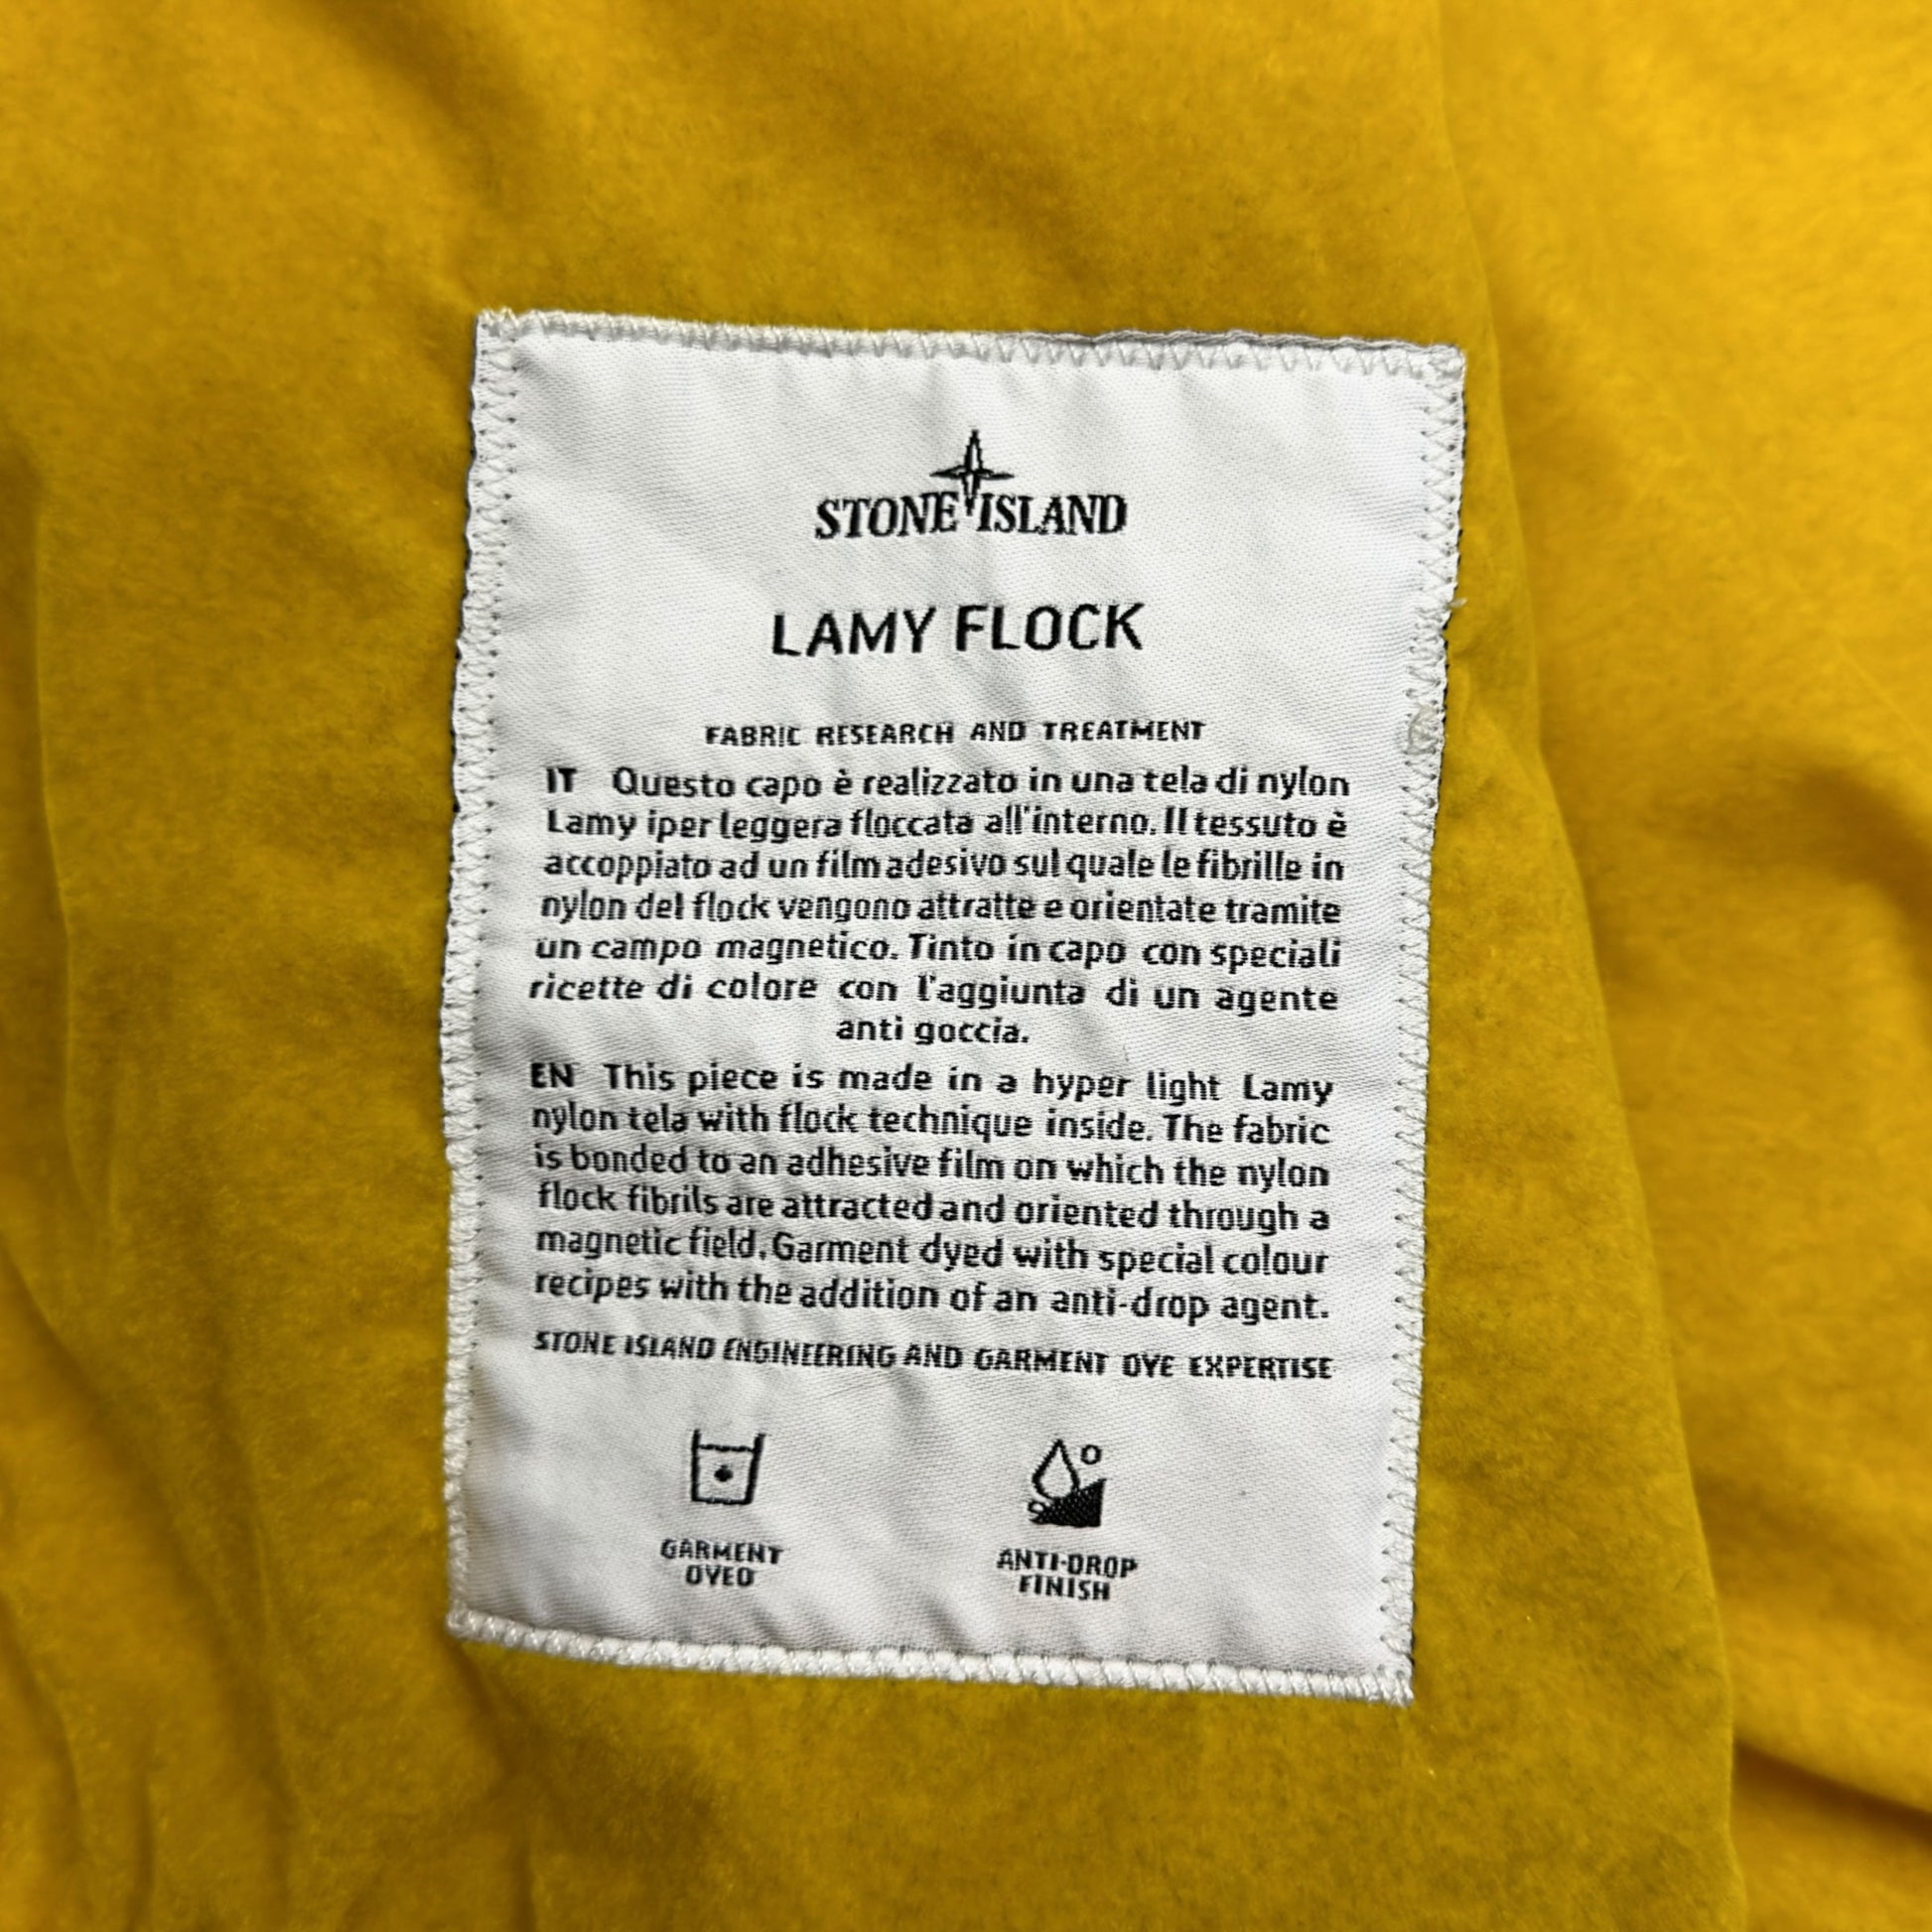 STONE ISLAND
LAMY FLOCK
FABRIC RESEARCH AND TREATMENT
IT Questo capo è realizzato in una tela di nylon
Lamy iper leggera floccata all'interno. Il tessuto è
accoppiato ad un film adesivo sul quale le fibrille in
nylon del flock vengono attratte e orientate tramite
un campo magnetico. Tinto in capo con speciali
ricette di colore con l'aggiunta di un agente
anti goccia.
EN This piece is made in a hyper light Lamy
nylon tela with flock technique inside. The fabric
is bonded to an adhesive film on which the nylon
flock fibrils are attracted and oriented through a
magnetic field. Garment dyed with special colour
recipes with the addition of an anti-drop agent.
STONE ISLAND ENGINEERING AND GARMENT DYE EXPERTISE
GARMENT
DYED
ANTI-DROP
FINISH